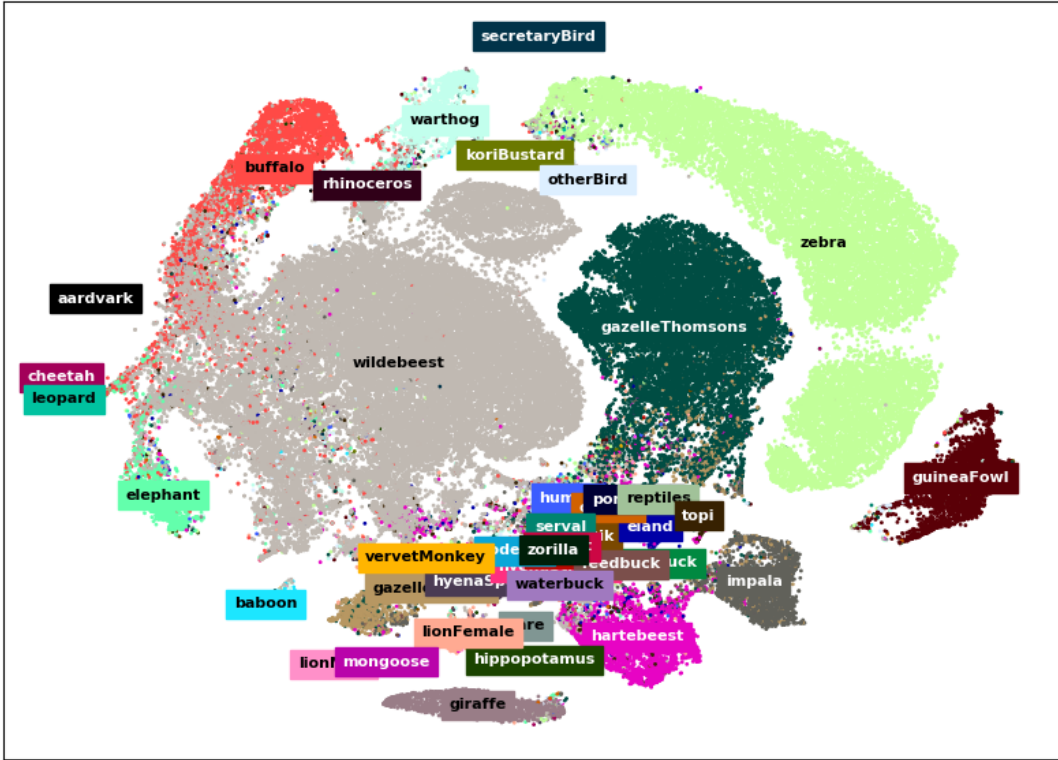 secretaryBird
warthog
koriBustard
buffalo
rhinoceros
otherBird
zebra
aardvark
gazelleThomsons
wildebeest
cheetah
leopard
guineaFowl
elephant
reptiles
topi
serval
eland
zorilla
vervetMonkey
impala
waterbuck
baboon
lionFemale
hartebeest
mongoose
hippopotamus
giraffe